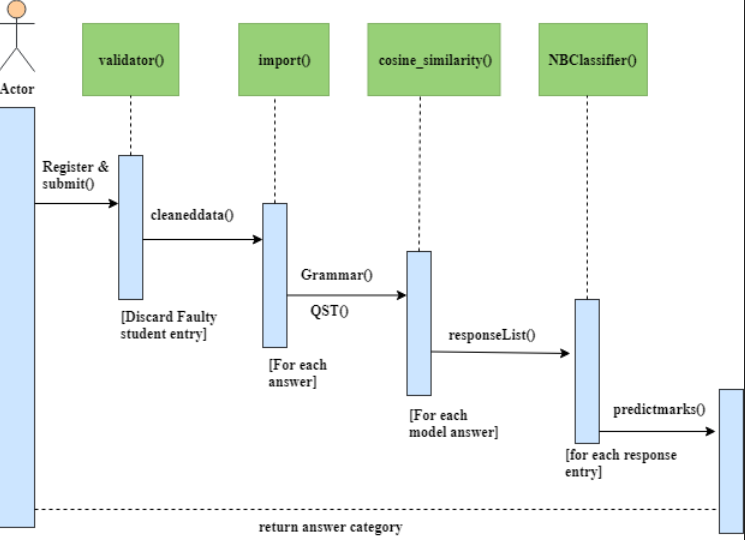 validator()
import()
cosine_similarity()
NBClassifier()
Actor
Register &
submit()
cleaneddata()
Grammar()
QST()
[Discard Faulty
student entry]
responseList()
[For each
answer]
[For each
model answer]
predictmarks()
[for each response
entry]
return answer category